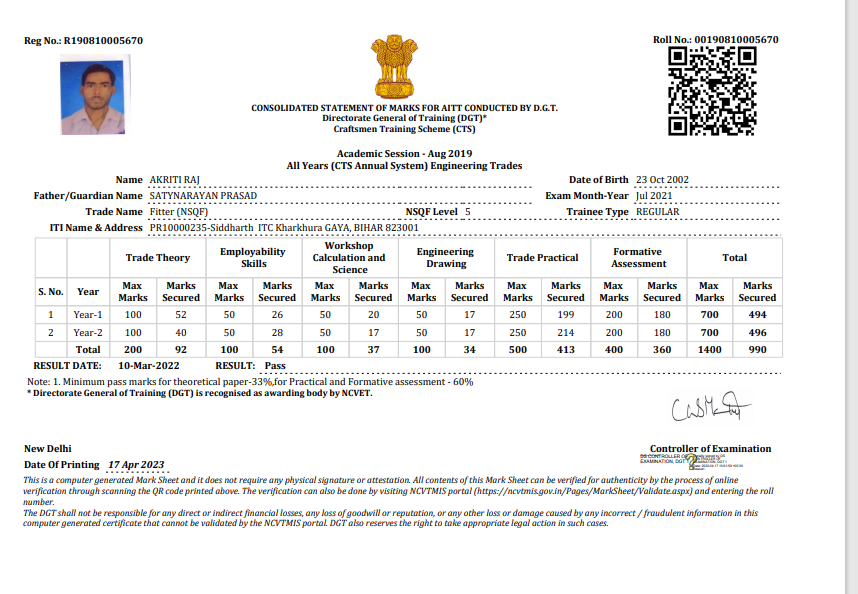 Reg No.: R190810005670
Roll No.: 00190810005670
CONSOLIDATED STATEMENT OF MARKS FOR AITT CONDUCTED BY D.G.T.
Directorate General of Training (DGT)*
Craftsmen Training Scheme (CTS)
Academic Session - Aug 2019
All Years (CTS Annual System) Engineering Trades
Name AKRITI RAJ Date of Birth 23 Oct 2002
Father/Guardian Name SATYNARAYAN PRASAD Exam Month-Year Jul 2021
Trade Name Fitter (NSQF) NSQF Level 5 Trainee Type REGULAR
ITI Name & Address PR10000235-Siddharth ITC Kharkhura GAYA, BIHAR 823001
S. No. Year Trade Theory Employability Skills Workshop Calculation and Science Engineering Drawing Trade Practical Formative Assessment Total
Max Marks Marks Secured Max Marks Marks Secured Max Marks Marks Secured Max Marks Marks Secured Max Marks Marks Secured Max Marks Marks Secured Max Marks Marks Secured
1 Year-1 100 52 50 26 50 20 50 17 250 199 200 180 700 494
2 Year-2 100 40 50 28 50 17 50 17 250 214 200 180 700 496
Total 200 92 100 54 100 37 100 34 500 413 400 360 1400 990
RESULT DATE: 10-Mar-2022 RESULT: Pass
Note: 1. Minimum pass marks for theoretical paper-33%,for Practical and Formative assessment - 60%
* Directorate General of Training (DGT) is recognised as awarding body by NCVET.
New Delhi
Controller of Examination
Date Of Printing 17 Apr 2023
This is a computer generated Mark Sheet and it does not require any physical signature or attestation. All contents of this Mark Sheet can be verified for authenticity by the process of online
verification through scanning the QR code printed above. The verification can also be done by visiting NCVTMIS portal (https://ncvtmis.gov.in/Pages/MarkSheet/Validate.aspx) and entering the roll
number.
The DGT shall not be responsible for any direct or indirect financial losses, any loss of goodwill or reputation, or any other loss or damage caused by any incorrect / fraudulent information in this
computer generated certificate that cannot be validated by the NCVTMIS portal. DGT also reserves the right to take appropriate legal action in such cases.